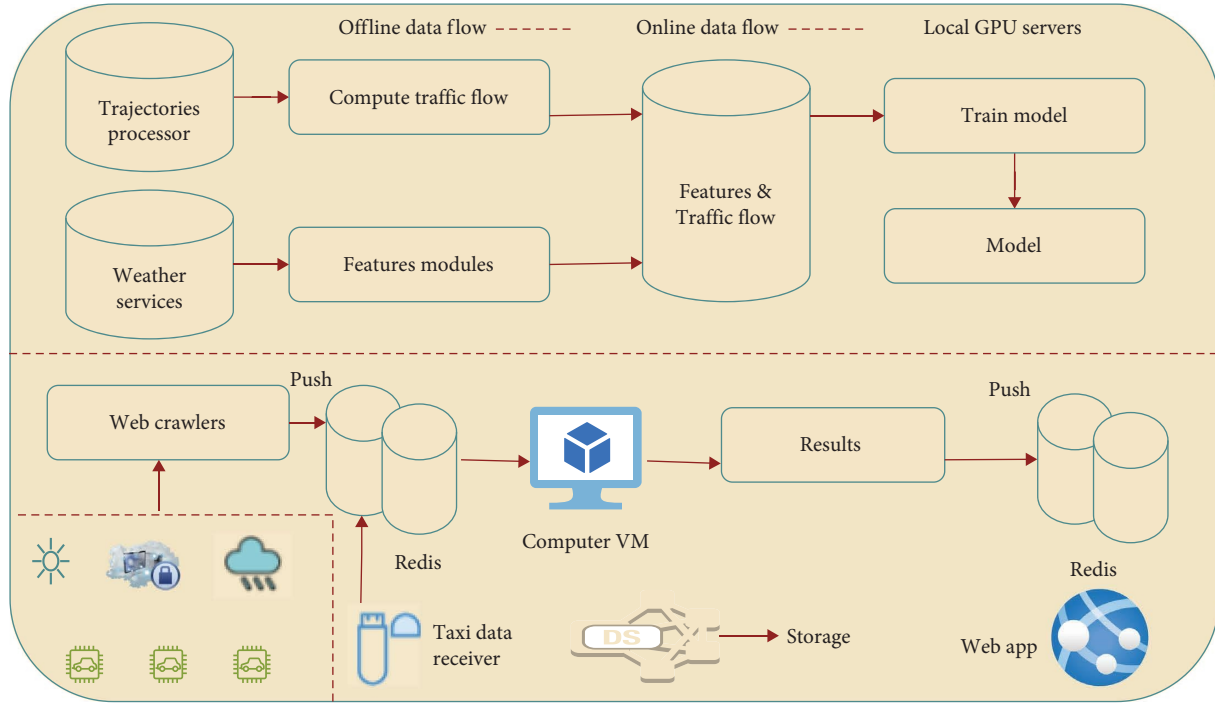 Offline data flow
Online data flow
Local GPU servers
Trajectories
processor
Compute traffic flow
Features &
Traffic flow
Train model
Weather
services
Features modules
Model
Web crawlers
Push
Redis
Computer VM
Results
Push
Redis
Taxi data
receiver
DS
Storage
Web app